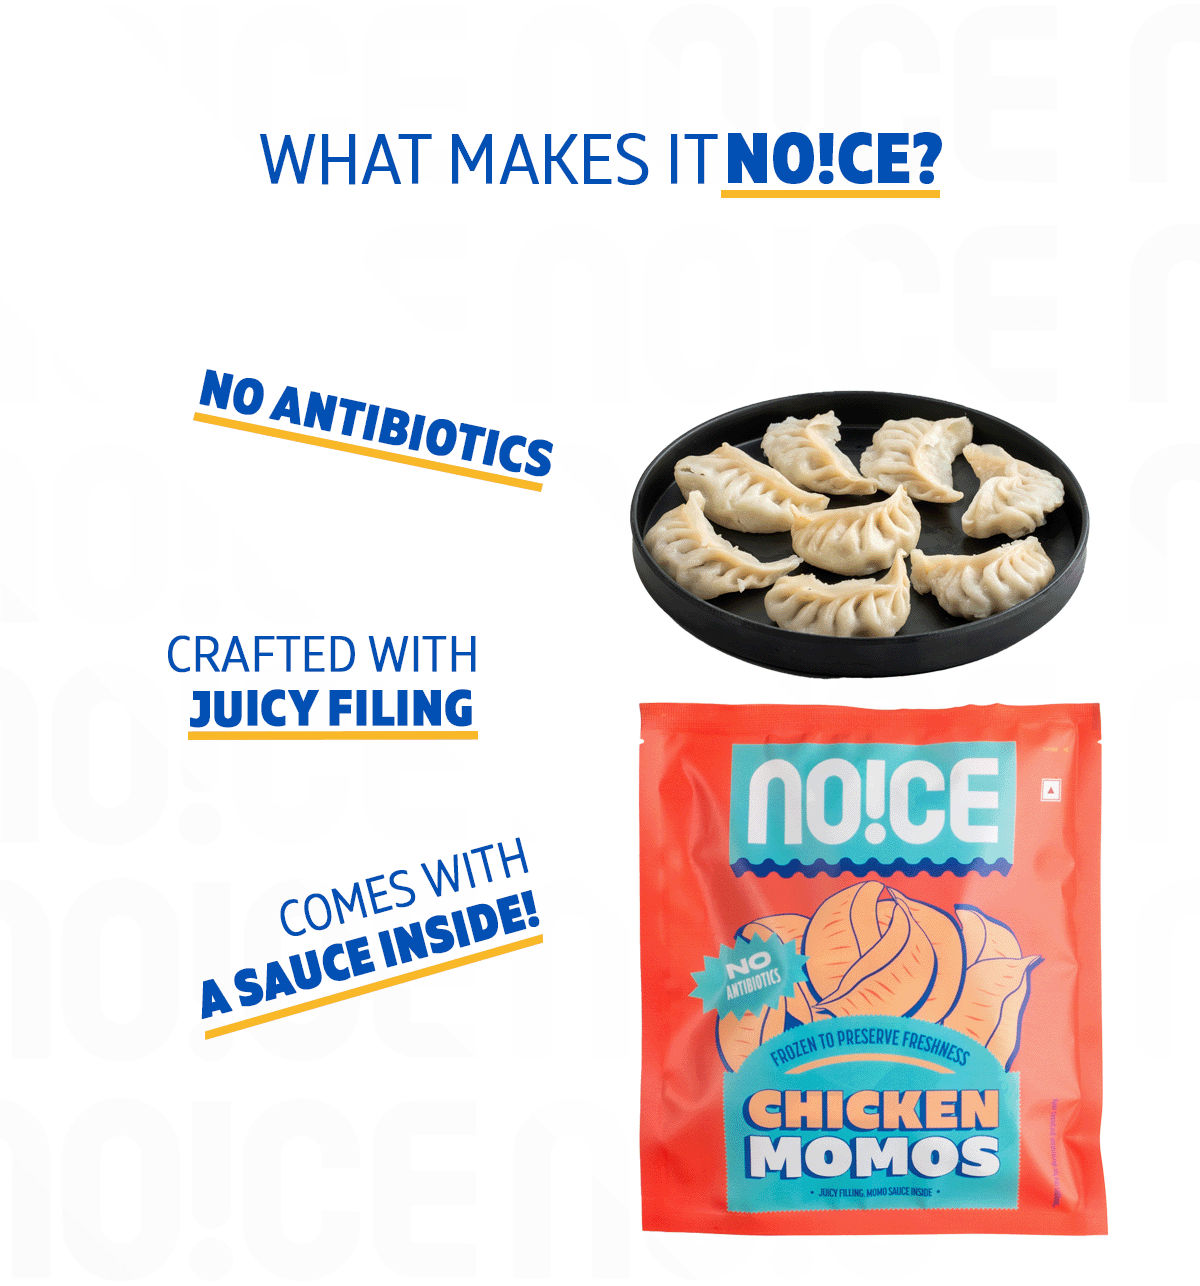 WHAT MAKES IT NO!CE?
NO ANTIBIOTICS
CRAFTED WITH
JUICY FILING
COMES WITH
A SAUCE INSIDE!
NO!CE
NO
ANTIBIOTICS
FROZEN TO PRESERVE FRESHNESS
CHICKEN
MOMOS
• JUICY FILLING, MOMO SAUCE INSIDE •